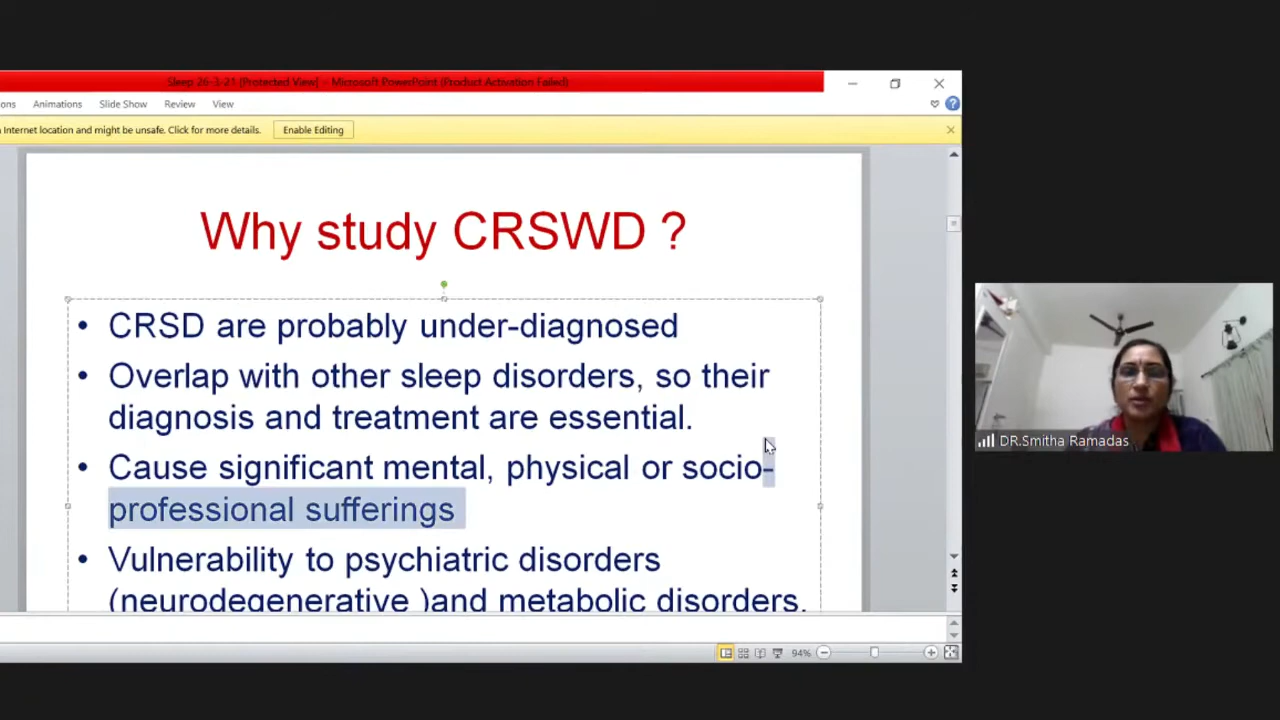 Sleep 26-3-21 [Protected View] - Microsoft PowerPoint (Product Activation Failed)
ons Animations Slide Show Review View
Internet location and might be unsafe. Click for more details. Enable Editing
Why study CRSWD ?
• CRSD are probably under-diagnosed
• Overlap with other sleep disorders, so their
diagnosis and treatment are essential.
• Cause significant mental, physical or socio-
professional sufferings
• Vulnerability to psychiatric disorders
(neurodegenerative )and metabolic disorders.
94%
DR.Smitha Ramadas